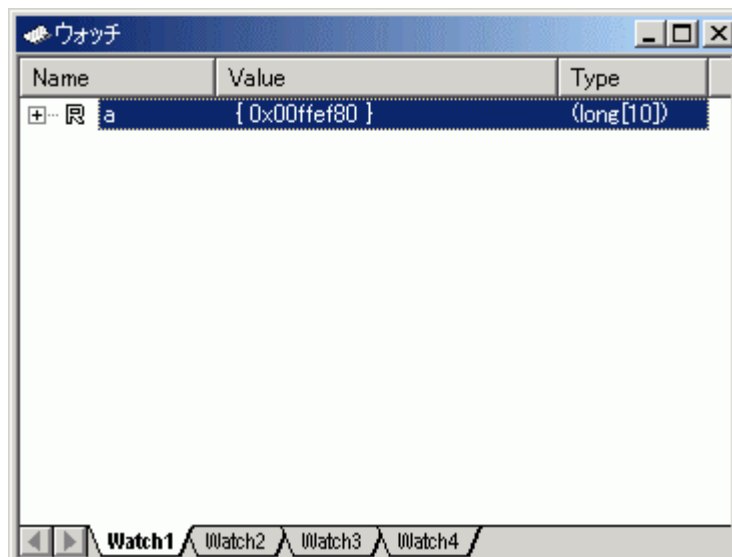 ウォッチ
Name Value Type
R a { 0x00ffef80 } (long[10])
Watch1 Watch2 Watch3 Watch4